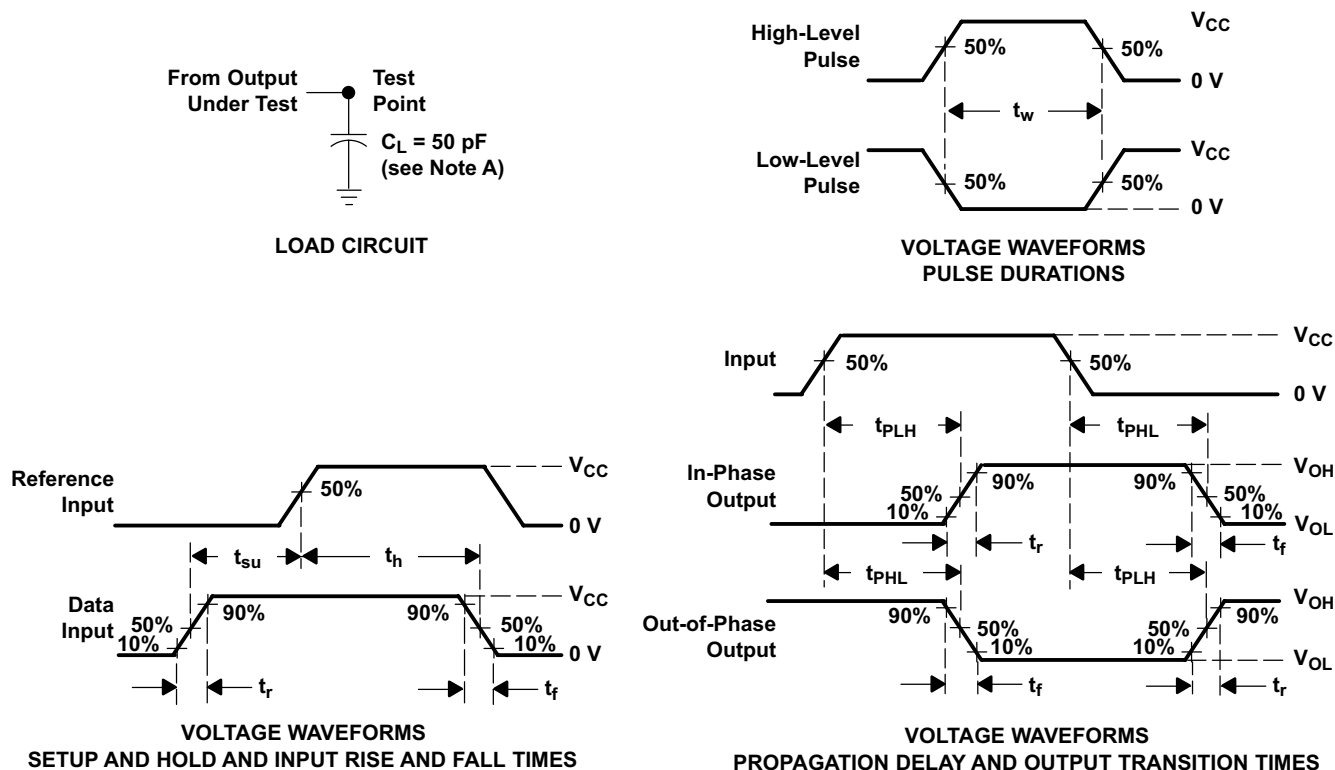 From Output
Under Test
Test
Point
C_L = 50 pF
(see Note A)
LOAD CIRCUIT
High-Level
Pulse
50%
50%
V_CC
0 V
t_w
Low-Level
Pulse
50%
50%
V_CC
0 V
VOLTAGE WAVEFORMS
PULSE DURATIONS
Reference
Input
50%
V_CC
0 V
t_su
t_h
Data
Input
50%
10%
90%
90%
50%
10%
V_CC
0 V
t_r
t_f
VOLTAGE WAVEFORMS
SETUP AND HOLD AND INPUT RISE AND FALL TIMES
Input
50%
50%
V_CC
0 V
t_PLH
t_PHL
In-Phase
Output
50%
10%
90%
90%
50%
10%
V_OH
V_OL
t_r
t_f
t_PHL
t_PLH
Out-of-Phase
Output
90%
50%
10%
50%
10%
90%
V_OH
V_OL
t_f
t_r
VOLTAGE WAVEFORMS
PROPAGATION DELAY AND OUTPUT TRANSITION TIMES